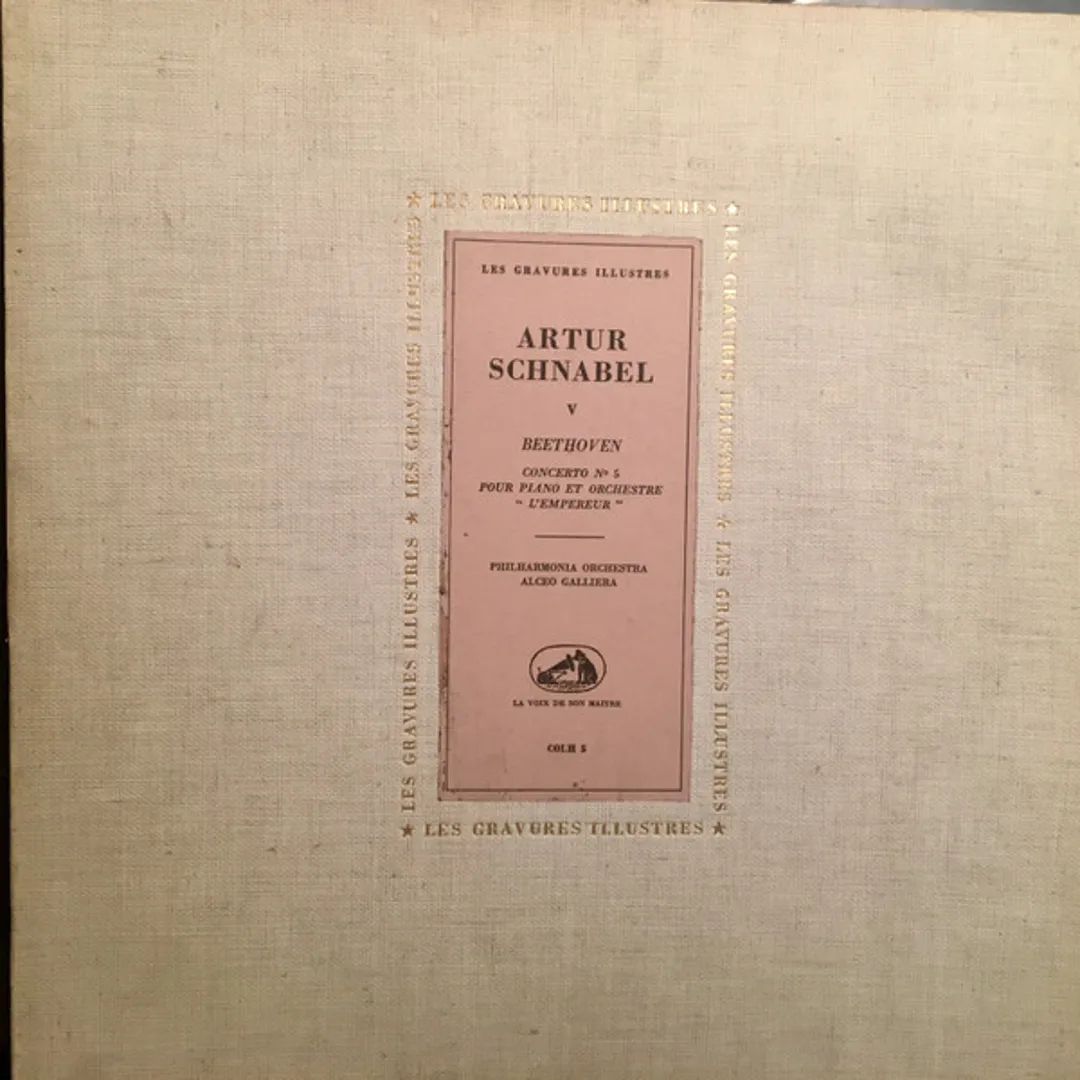 ★ LES GRAVURES ILLUSTRES ★
LES GRAVURES ILLUSTRES ★ LES GRAVURES ILLUSTRES
LES GRAVURES ILLUSTRES ★ LES GRAVURES ILLUSTRES
LES GRAVURES ILLUSTRES
ARTUR
SCHNABEL
V
BEETHOVEN
CONCERTO Nº 5
POUR PIANO ET ORCHESTRE
" L'EMPEREUR "
PHILHARMONIA ORCHESTRA
ALCEO GALLIERA
LA VOIX DE SON MAITRE
COLH 5
★ LES GRAVURES ILLUSTRES ★